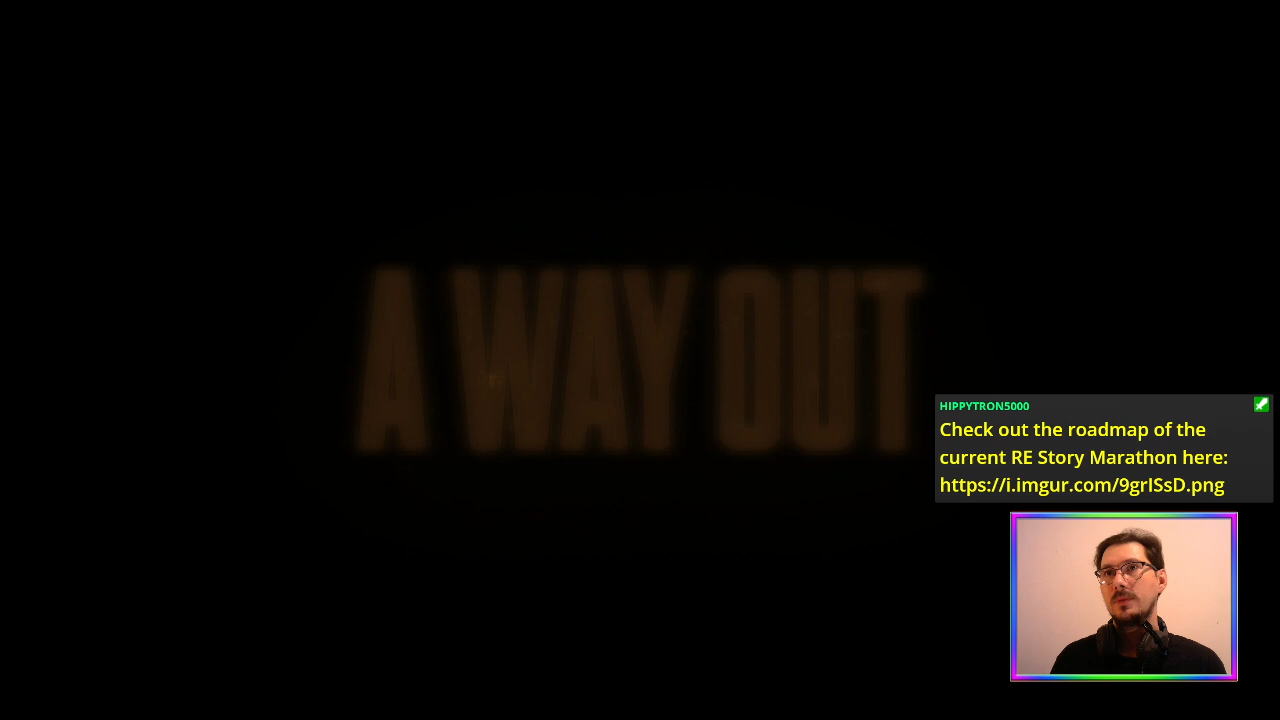 A WAY OUT
HIPPYTRON5000
Check out the roadmap of the
current RE Story Marathon here:
https://i.imgur.com/9grISsD.png